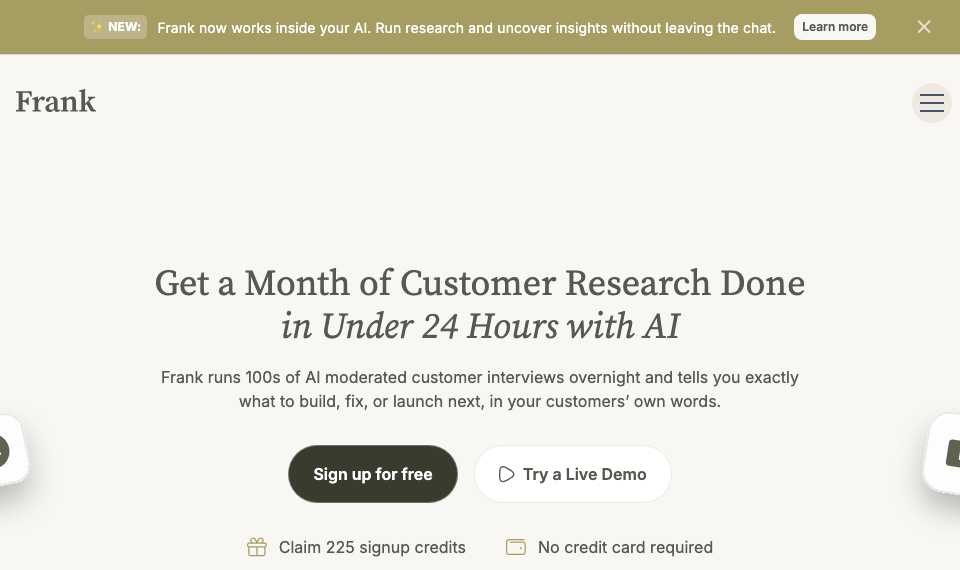 ✨ NEW: Frank now works inside your AI. Run research and uncover insights without leaving the chat. Learn more
Frank
Get a Month of Customer Research Done
in Under 24 Hours with AI
Frank runs 100s of AI moderated customer interviews overnight and tells you exactly
what to build, fix, or launch next, in your customers’ own words.
Sign up for free
Try a Live Demo
Claim 225 signup credits
No credit card required